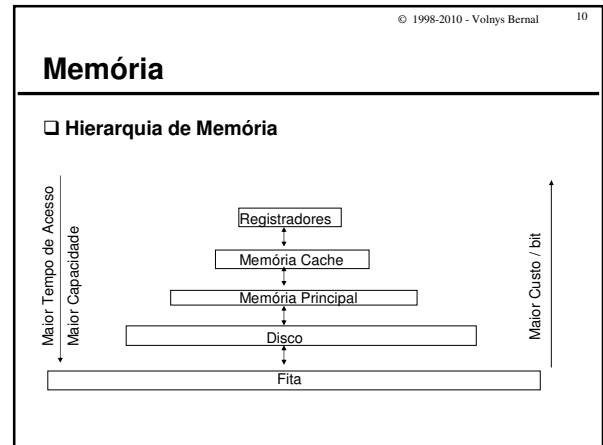 © 1998-2010 - Volnys Bernal 10
Memória
❑ Hierarquia de Memória
Maior Tempo de Acesso
Maior Capacidade
Registradores
Memória Cache
Memória Principal
Disco
Fita
Maior Custo / bit